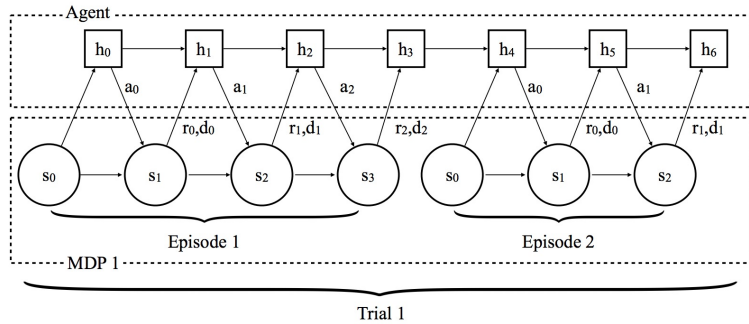 Agent
h0 h1 h2 h3 h4 h5 h6
a0 a1 a2 a0 a1
r0,d0 r1,d1 r2,d2 r0,d0 r1,d1
s0 s1 s2 s3 s0 s1 s2
Episode 1 Episode 2
MDP 1
Trial 1